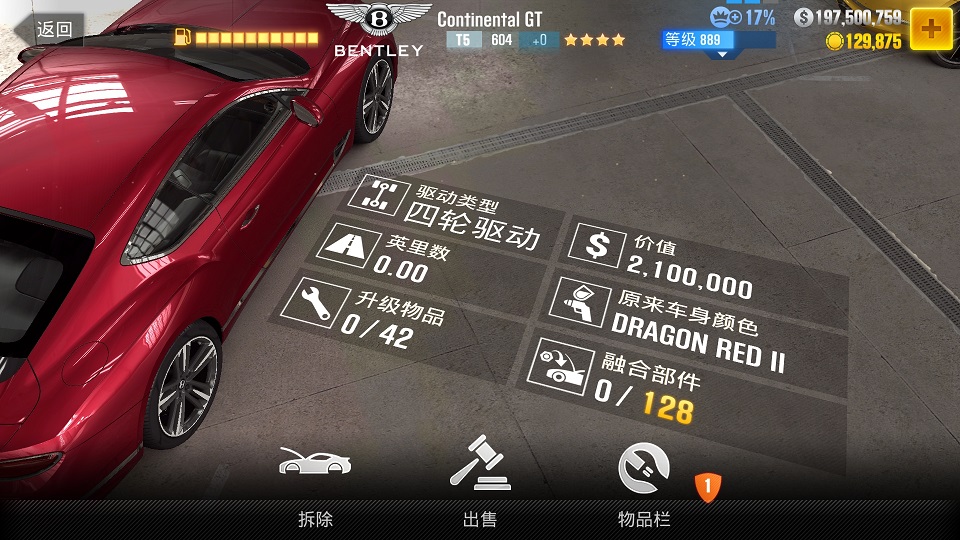 返回
BENTLEY
Continental GT
T5 604 +0
17%
等级 889
$ 197,500,759
129,875
驱动类型
四轮驱动
英里数
0.00
升级物品
0 / 42
价值
2,100,000
原来车身颜色
DRAGON RED II
融合部件
0 / 128
拆除
出售
物品栏
1